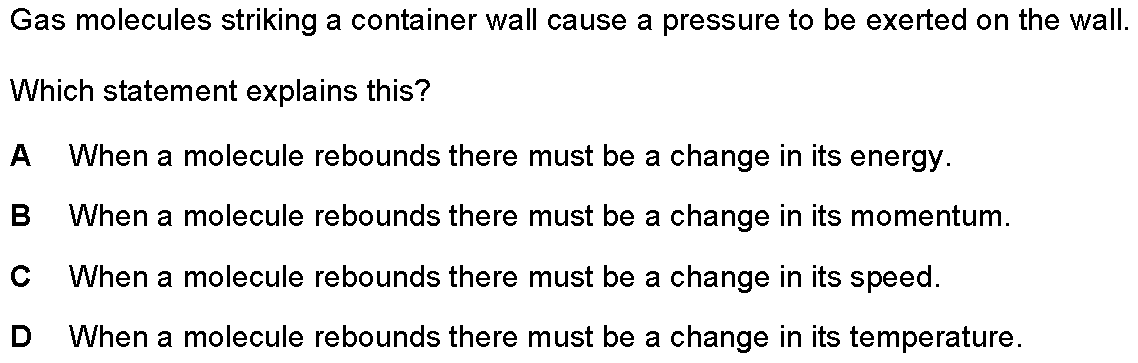 Gas molecules striking a container wall cause a pressure to be exerted on the wall.
Which statement explains this?
A When a molecule rebounds there must be a change in its energy.
B When a molecule rebounds there must be a change in its momentum.
C When a molecule rebounds there must be a change in its speed.
D When a molecule rebounds there must be a change in its temperature.